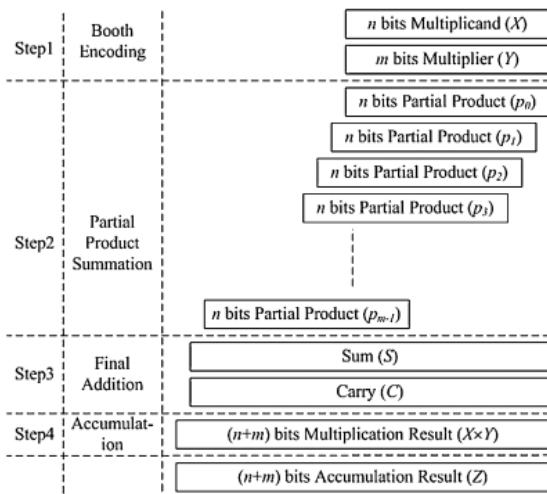 Step1
Booth
Encoding
n bits Multiplicand (X)
m bits Multiplier (Y)
Step2
Partial
Product
Summation
n bits Partial Product (p0)
n bits Partial Product (p1)
n bits Partial Product (p2)
n bits Partial Product (p3)
n bits Partial Product (pm-1)
Step3
Final
Addition
Sum (S)
Carry (C)
Step4
Accumulat-
ion
(n+m) bits Multiplication Result (X×Y)
(n+m) bits Accumulation Result (Z)